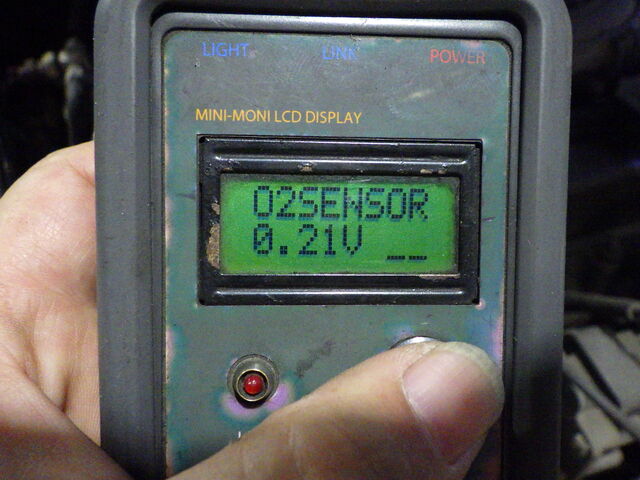 LIGHT LINK POWER
MINI-MONI LCD DISPLAY
O2SENSOR
0.21V __